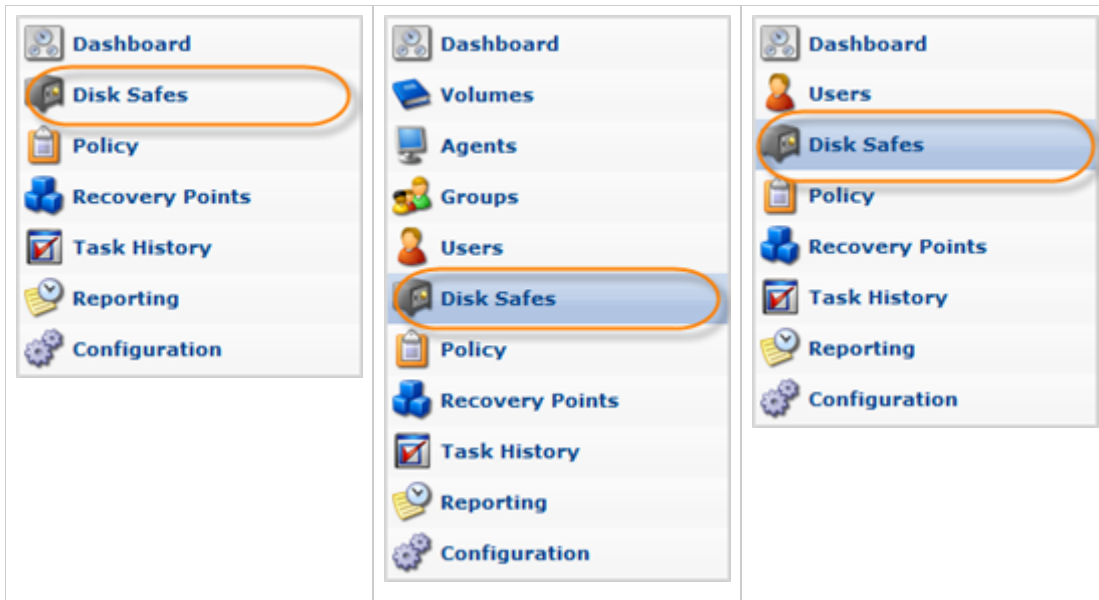 Dashboard
Disk Safes
Policy
Recovery Points
Task History
Reporting
Configuration
Dashboard
Volumes
Agents
Groups
Users
Disk Safes
Policy
Recovery Points
Task History
Reporting
Configuration
Dashboard
Users
Disk Safes
Policy
Recovery Points
Task History
Reporting
Configuration